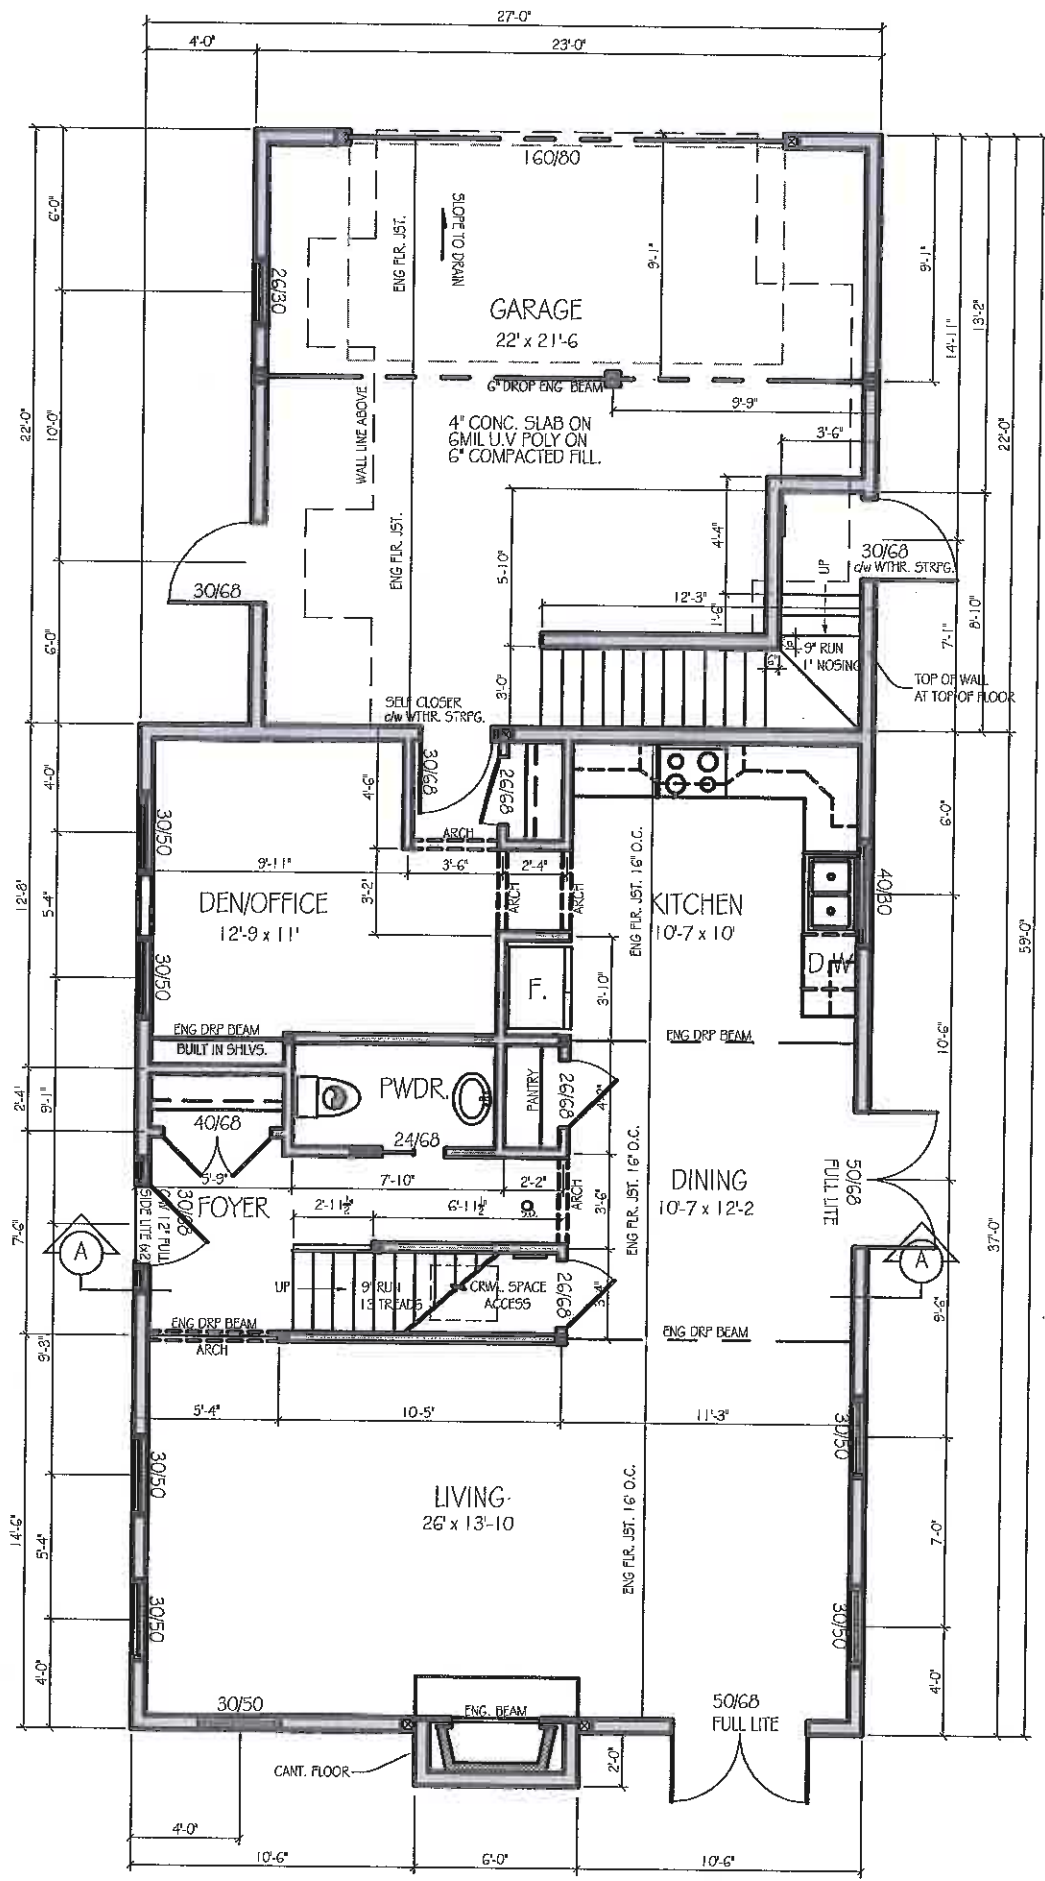 27'-0"
4'-0"
23'-0"
160/80
6'-0"
ENG FLR. JST.
SLOPE TO DRAIN
9'-1"
9'-1"
13'-2"
14'-11"
26/30
GARAGE
22' x 21'-6
6" DROP ENG BEAM
9'-9"
22'-0"
10'-0"
WALL LINE ABOVE
4" CONC. SLAB ON
6MIL U.V POLY ON
6" COMPACTED FILL.
3'-6"
22'-0"
ENG FLR. JST.
5'-10"
4'-4"
30/68
c/w WTHR. STRPG.
UP
30/68
12'-3"
1'-6"
8'-10"
7'-1"
6'-0"
9" RUN
1" NOSING
6"
TOP OF WALL
AT TOP OF FLOOR
3'-0"
SELF CLOSER
c/w WTHR. STRPG.
30/68
26/68
4'-0"
4'-6"
6'-0"
30/50
ARCH
9'-11"
3'-6"
2'-4"
ENG FLR. JST. 16" O.C.
12'-8"
5'-4"
3'-2"
DEN/OFFICE
12'-9 x 11'
ARCH
ARCH
KITCHEN
10'-7 x 10'
40/30
59'-0"
30/50
F.
3'-10"
D.W
ENG DRP BEAM
BUILT IN SHLVS.
ENG DRP BEAM
10'-6"
2'-4"
9'-1"
PWDR.
PANTRY
26/68
40/68
24/68
ENG FLR. JST. 16" O.C.
5'-9"
7'-10"
2'-2"
ARCH
3'-6"
DINING
10'-7 x 12'-2
50/68
FULL LITE
7'-6"
30/68
FOYER
2'-11½"
6'-11½"
S.D.
A
A
37'-0"
UP
9" RUN
13 TREADS
CRWL SPACE
ACCESS
26/68
3'-4"
9'-6"
ENG DRP BEAM
ARCH
ENG DRP BEAM
9'-3"
5'-4"
10'-5"
11'-3"
30/50
30/50
LIVING
26' x 13'-10
ENG FLR. JST. 16" O.C.
14'-6"
5'-4"
7'-0"
30/50
30/50
4'-0"
4'-0"
30/50
ENG. BEAM
50/68
FULL LITE
CANT. FLOOR
2'-0"
4'-0"
10'-6"
6'-0"
10'-6"